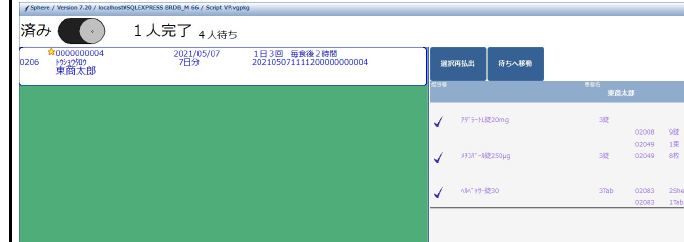 Sphere / Version 7.20 / localhost¥SQLEXPRESS BRDB_M 66 / Script VP.vgpkg
済み 1人完了 4人待ち
0000000004 2021/05/07 1日3回 毎食後2時間
0206 ﾄｳｼｮｳﾀﾛｳ 7日分 20210507111120000000004
東商太郎
選択再払出 待ちへ移動
患者名
東商太郎
ｱﾀﾞﾗｰﾄL錠20mg 3錠
02008 9錠
02049 1束
ﾒﾁｺﾊﾞｰﾙ錠250μg 3錠 02049 8枚
ﾍﾙﾍﾞｯｻｰ錠30 3Tab 02083 2She
02083 1Tab